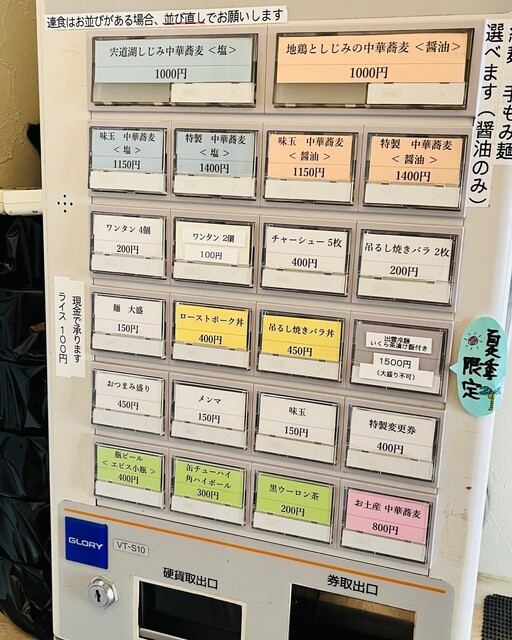 連食はお並びがある場合、並び直しでお願いします
宍道湖しじみ中華蕎麦 <塩>
1000円
地鶏としじみの中華蕎麦 <醤油>
1000円
手もみ麺
選べます（醤油のみ）
味玉 中華蕎麦
<塩>
1150円
特製 中華蕎麦
<塩>
1400円
味玉 中華蕎麦
<醤油>
1150円
特製 中華蕎麦
<醤油>
1400円
ワンタン 4個
200円
ワンタン 2個
100円
チャーシュー 5枚
400円
吊るし焼きバラ 2枚
200円
現金で承ります
ライス 100円
麺 大盛
150円
ローストポーク丼
400円
吊るし焼きバラ丼
450円
出雲冷麺
いくら茶漬け飯付き
1500円
(大盛り不可)
夏季
限定
おつまみ盛り
450円
メンマ
150円
味玉
150円
特製変更券
400円
瓶ビール
<エビス小瓶>
400円
缶チューハイ
角ハイボール
300円
黒ウーロン茶
200円
お土産 中華蕎麦
800円
GLORY
VT-S10
硬貨取出口
券取出口